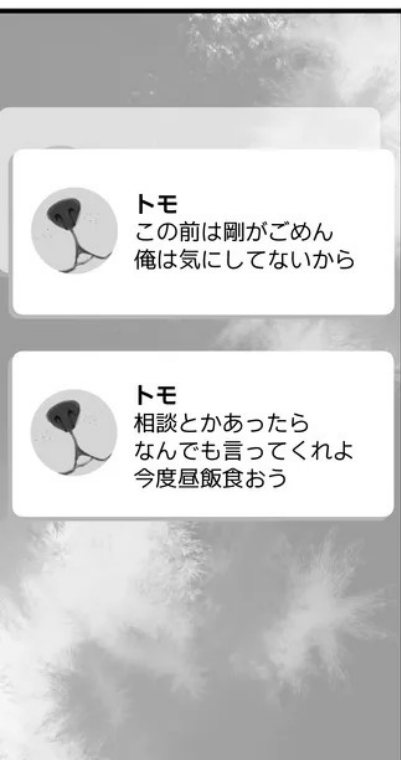 トモ
この前は剛がごめん
俺は気にしてないから
トモ
相談とかあったら
なんでも言ってくれよ
今度昼飯食おう